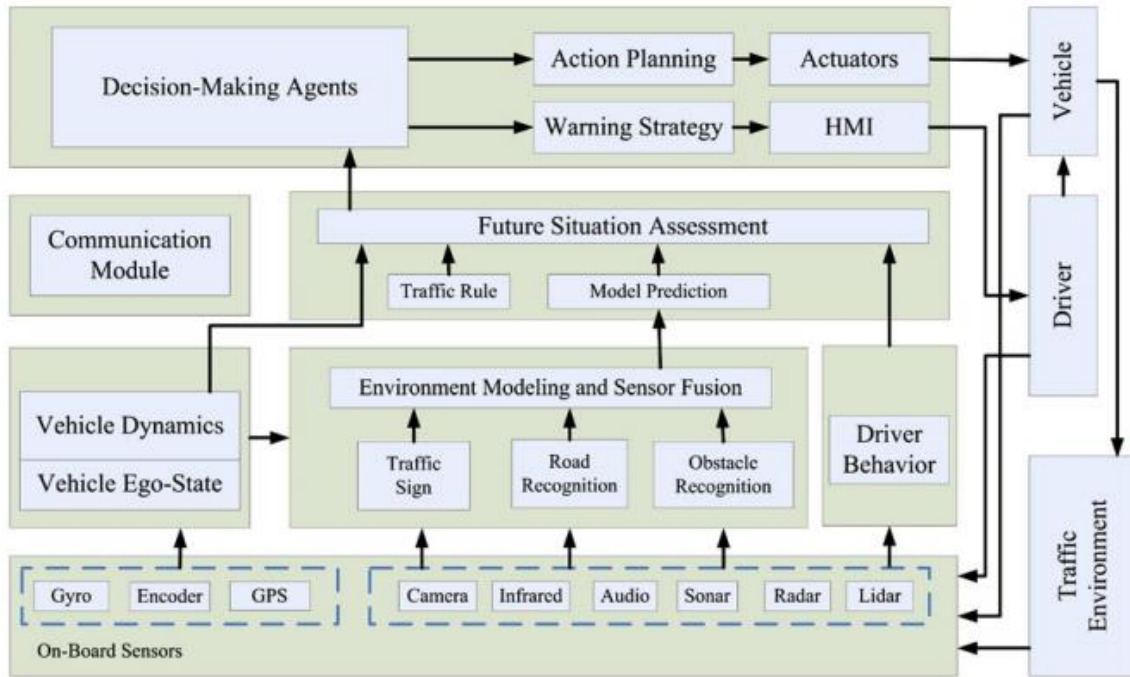 Decision-Making Agents
Action Planning
Actuators
Warning Strategy
HMI
Vehicle
Communication
Module
Future Situation Assessment
Traffic Rule
Model Prediction
Driver
Vehicle Dynamics
Vehicle Ego-State
Environment Modeling and Sensor Fusion
Traffic
Sign
Road
Recognition
Obstacle
Recognition
Driver
Behavior
Traffic
Environment
Gyro
Encoder
GPS
Camera
Infrared
Audio
Sonar
Radar
Lidar
On-Board Sensors